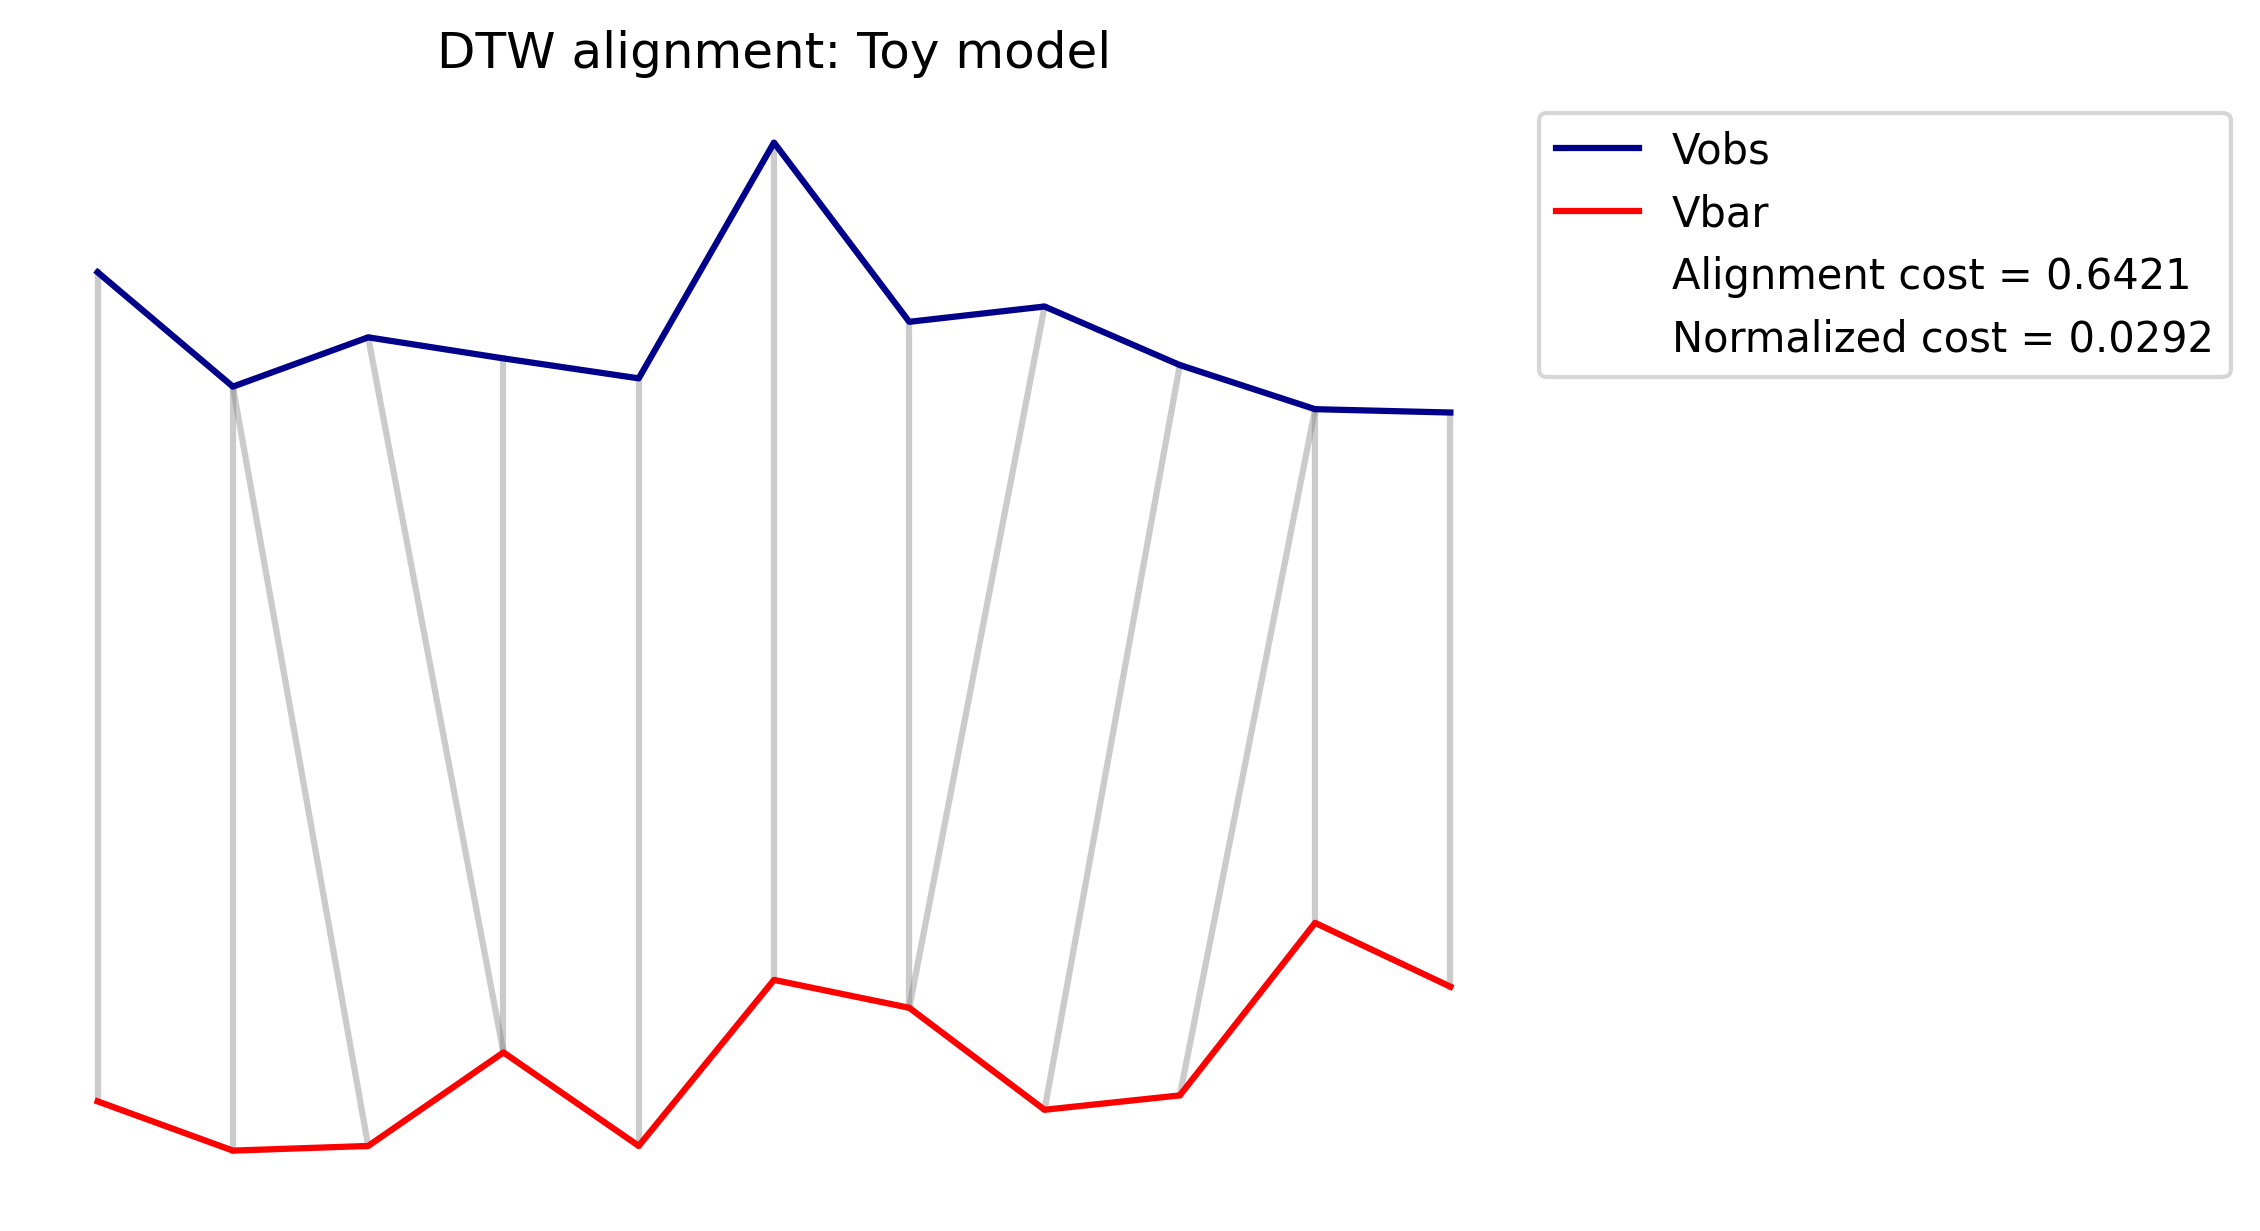 DTW alignment: Toy model
Vobs
Vbar
Alignment cost = 0.6421
Normalized cost = 0.0292